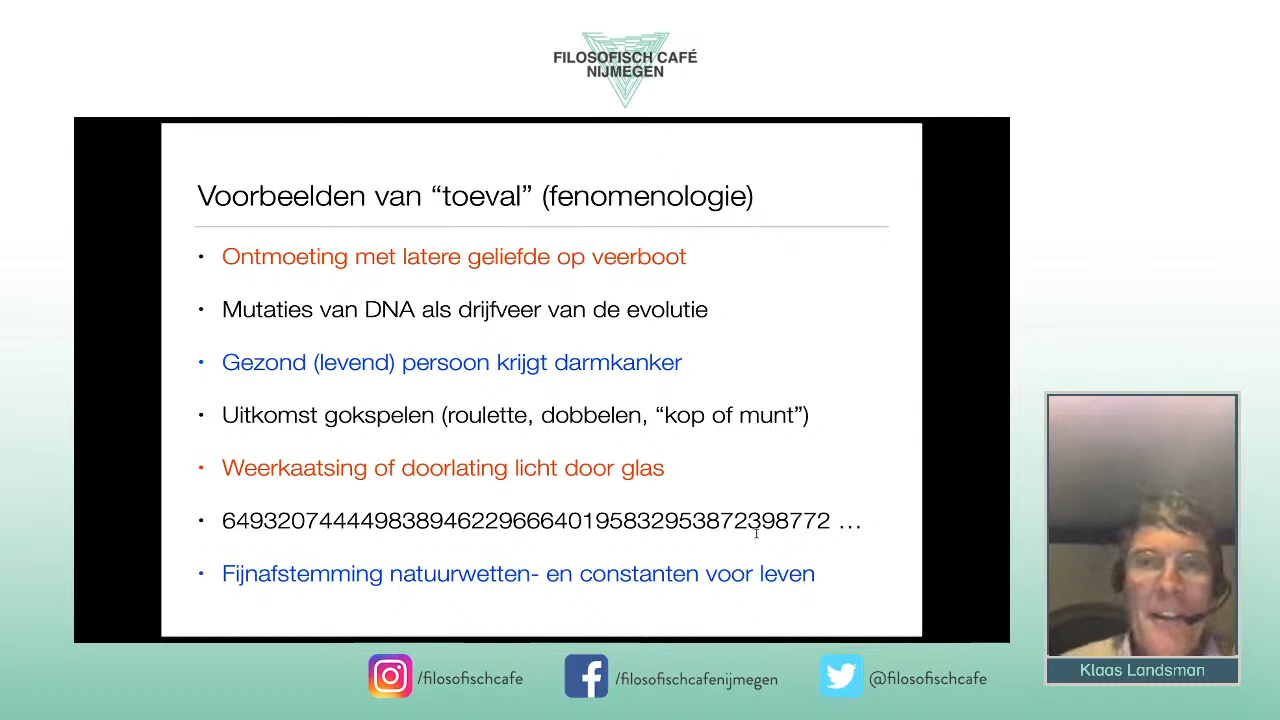 FILOSOFISCH CAFÉ
NIJMEGEN
Voorbeelden van “toeval” (fenomenologie)
• Ontmoeting met latere geliefde op veerboot
• Mutaties van DNA als drijfveer van de evolutie
• Gezond (levend) persoon krijgt darmkanker
• Uitkomst gokspelen (roulette, dobbelen, “kop of munt”)
• Weerkaatsing of doorlating licht door glas
• 64932074444983894622966640195832953872398772 …
• Fijnafstemming natuurwetten- en constanten voor leven
Klaas Landsman
/filosofischcafe
/filosofischcafenijmegen
@filosofischcafe